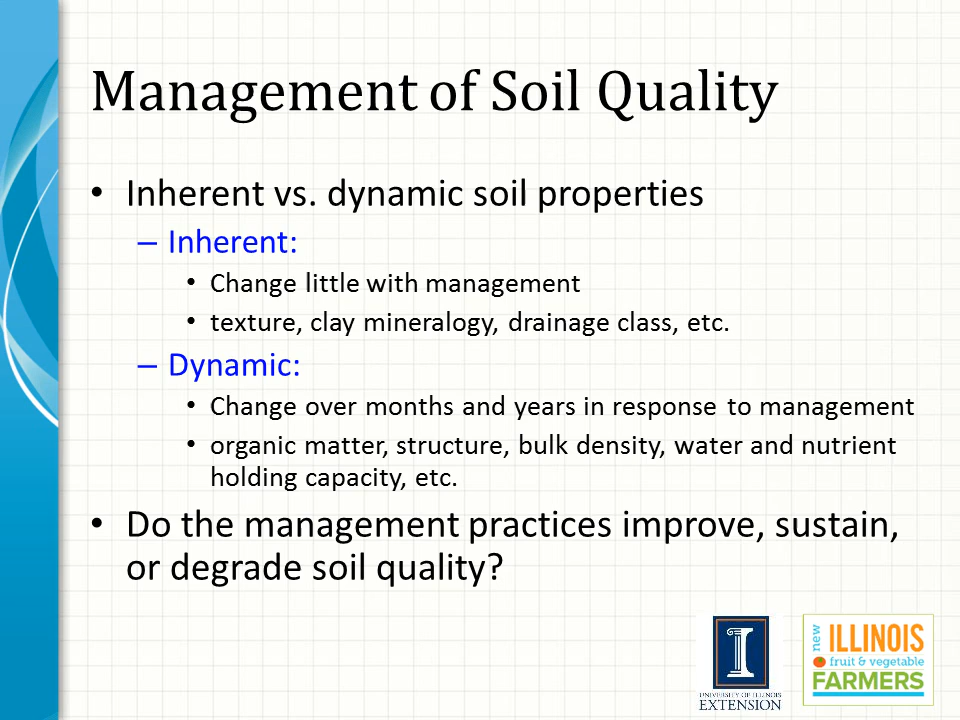 Management of Soil Quality
• Inherent vs. dynamic soil properties
– Inherent:
• Change little with management
• texture, clay mineralogy, drainage class, etc.
– Dynamic:
• Change over months and years in response to management
• organic matter, structure, bulk density, water and nutrient
holding capacity, etc.
• Do the management practices improve, sustain,
or degrade soil quality?
I
UNIVERSITY OF ILLINOIS
EXTENSION
new
ILLINOIS
fruit & vegetable
FARMERS